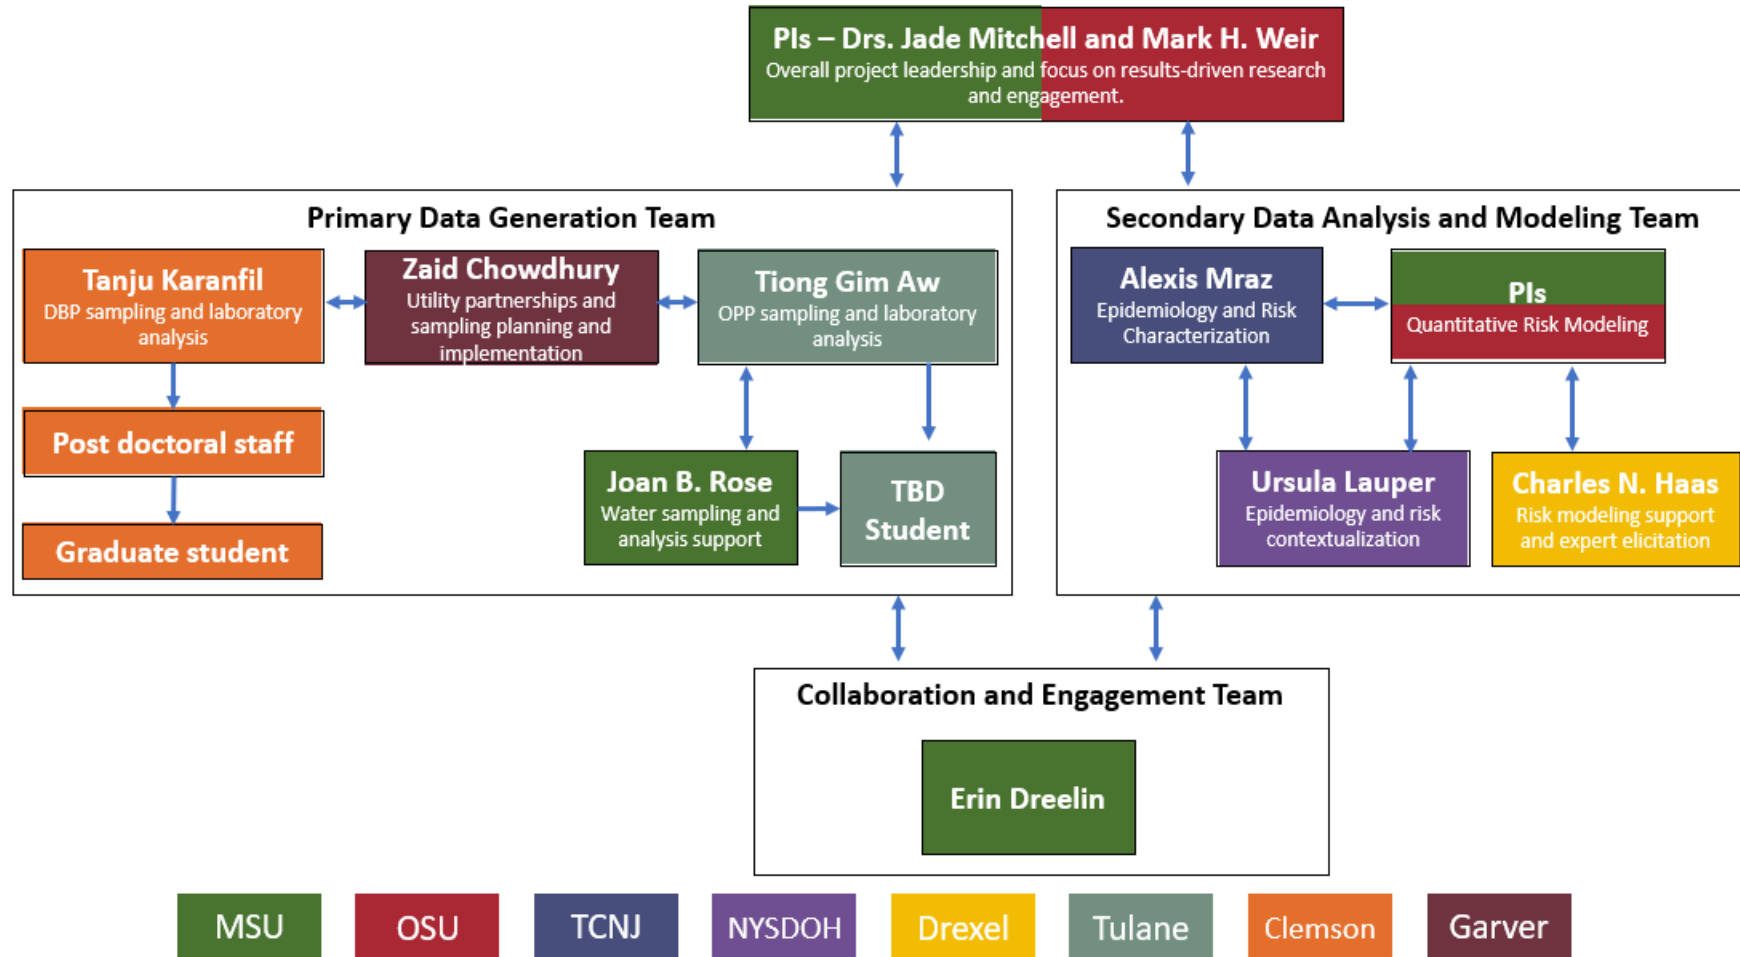 PIs – Drs. Jade Mitchell and Mark H. Weir
Overall project leadership and focus on results-driven research
and engagement.
Primary Data Generation Team
Tanju Karanfil
DBP sampling and laboratory
analysis
Zaid Chowdhury
Utility partnerships and
sampling planning and
implementation
Tiong Gim Aw
OPP sampling and laboratory
analysis
Post doctoral staff
Graduate student
Joan B. Rose
Water sampling and
analysis support
TBD
Student
Secondary Data Analysis and Modeling Team
Alexis Mraz
Epidemiology and Risk
Characterization
PIs
Quantitative Risk Modeling
Ursula Lauper
Epidemiology and risk
contextualization
Charles N. Haas
Risk modeling support
and expert elicitation
Collaboration and Engagement Team
Erin Dreelin
MSU
OSU
TCNJ
NYSDOH
Drexel
Tulane
Clemson
Garver